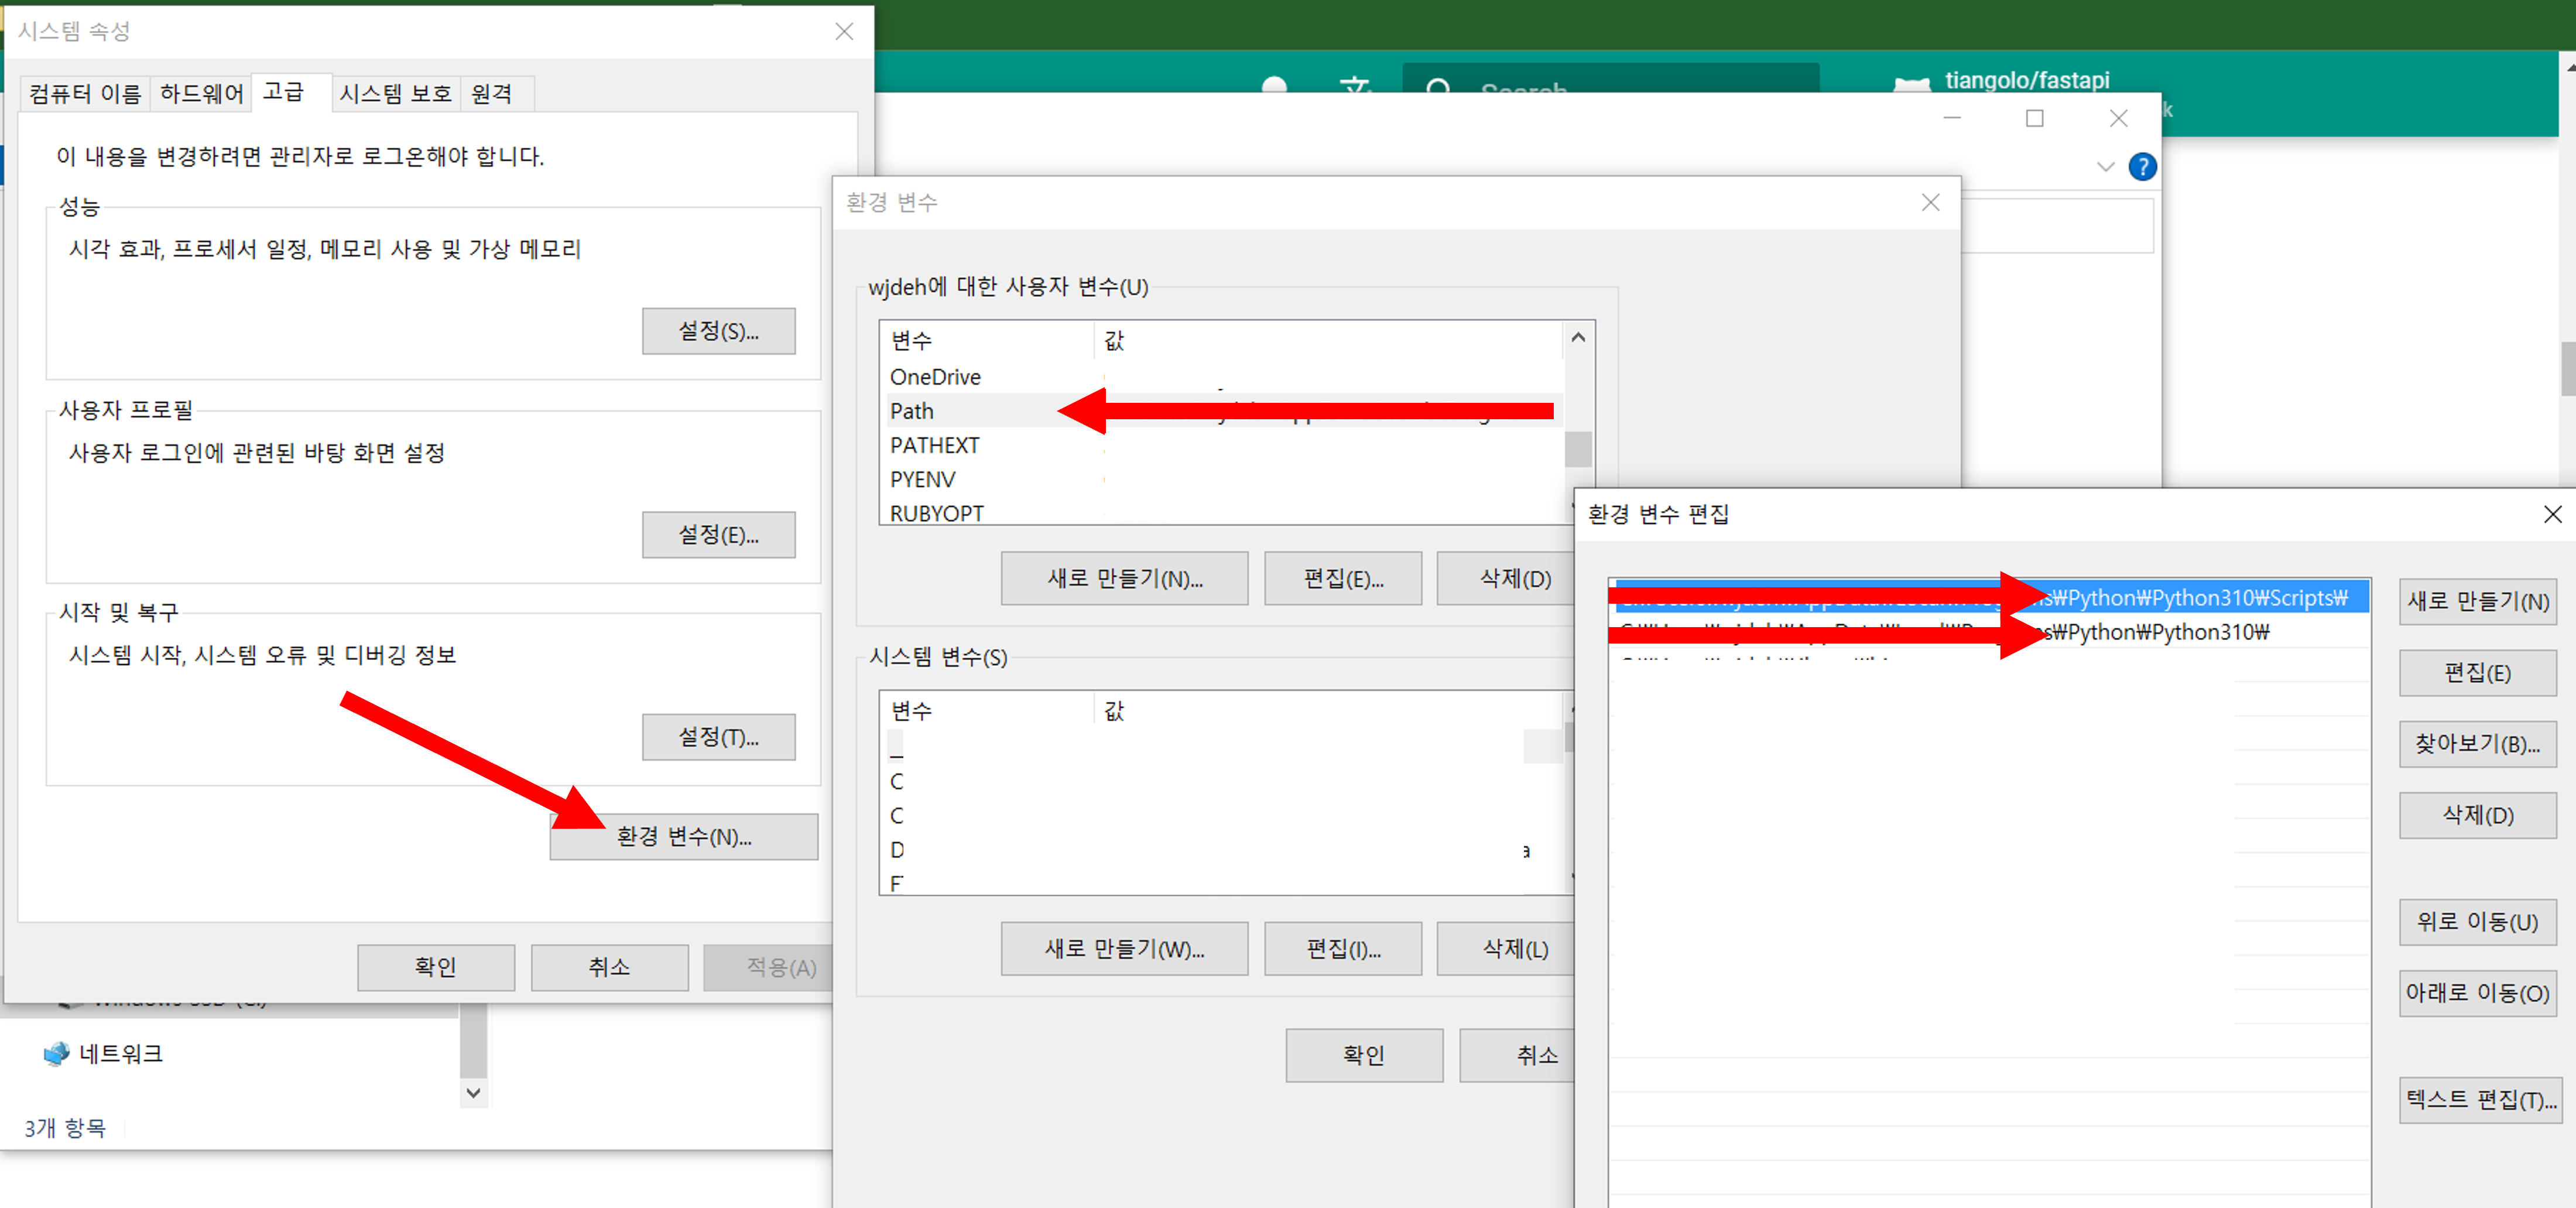 시스템 속성
컴퓨터 이름
하드웨어
고급
시스템 보호
원격
이 내용을 변경하려면 관리자로 로그온해야 합니다.
성능
시각 효과, 프로세서 일정, 메모리 사용 및 가상 메모리
설정(S)...
사용자 프로필
사용자 로그인에 관련된 바탕 화면 설정
설정(E)...
시작 및 복구
시스템 시작, 시스템 오류 및 디버깅 정보
설정(T)...
환경 변수(N)...
확인
취소
적용(A)
네트워크
3개 항목
Search
tiangolo/fastapi
k
환경 변수
wjdeh에 대한 사용자 변수(U)
변수 값
OneDrive
Path
PATHEXT
PYENV
RUBYOPT
새로 만들기(N)...
편집(E)...
삭제(D)
시스템 변수(S)
변수 값
C
C
D a
F
새로 만들기(W)...
편집(I)...
삭제(L)
확인
취소
환경 변수 편집
s₩Python₩Python310₩Scripts₩
s₩Python₩Python310₩
새로 만들기(N)
편집(E)
찾아보기(B)...
삭제(D)
위로 이동(U)
아래로 이동(O)
텍스트 편집(T)...